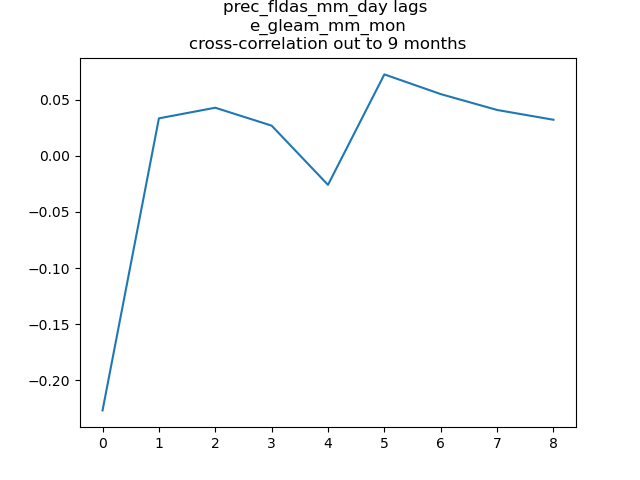 prec_fldas_mm_day lags
e_gleam_mm_mon
cross-correlation out to 9 months
0.05
0.00
−0.05
−0.10
−0.15
−0.20
0 1 2 3 4 5 6 7 8